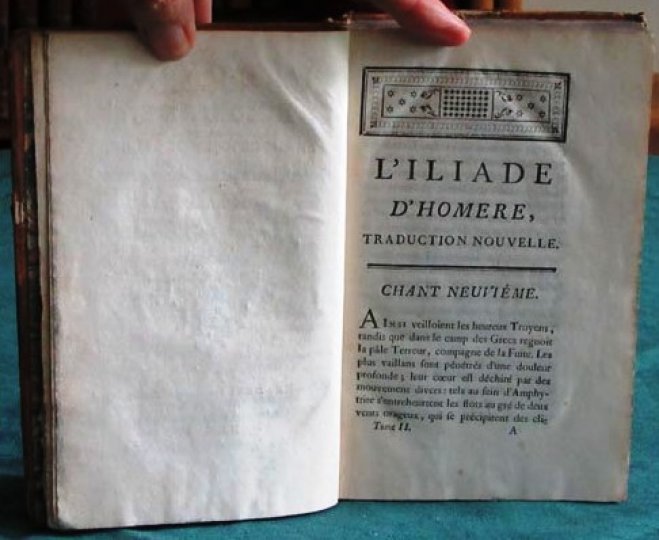 L'ILIADE
D'HOMERE,
TRADUCTION NOUVELLE.
CHANT NEUVIÉME.
AINSI veilloient les heureux Troyens,
tandis que dans le camp des Grecs regnoit
la pâle Terreur, compagne de la Fuite. Les
plus vaillans sont pénétrés d'une douleur
profonde; leur cœur est déchiré par des
mouvemens divers: tels au sein d'Amphy-
trite s'entreheurtent les flots au gré de deux
vents orageux, qui se précipitent des cli-
Tome II. A